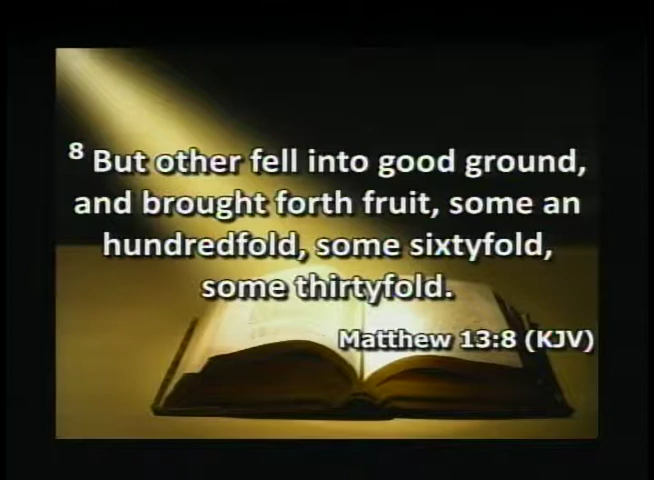 8 But other fell into good ground,
and brought forth fruit, some an
hundredfold, some sixtyfold,
some thirtyfold.
Matthew 13:8 (KJV)